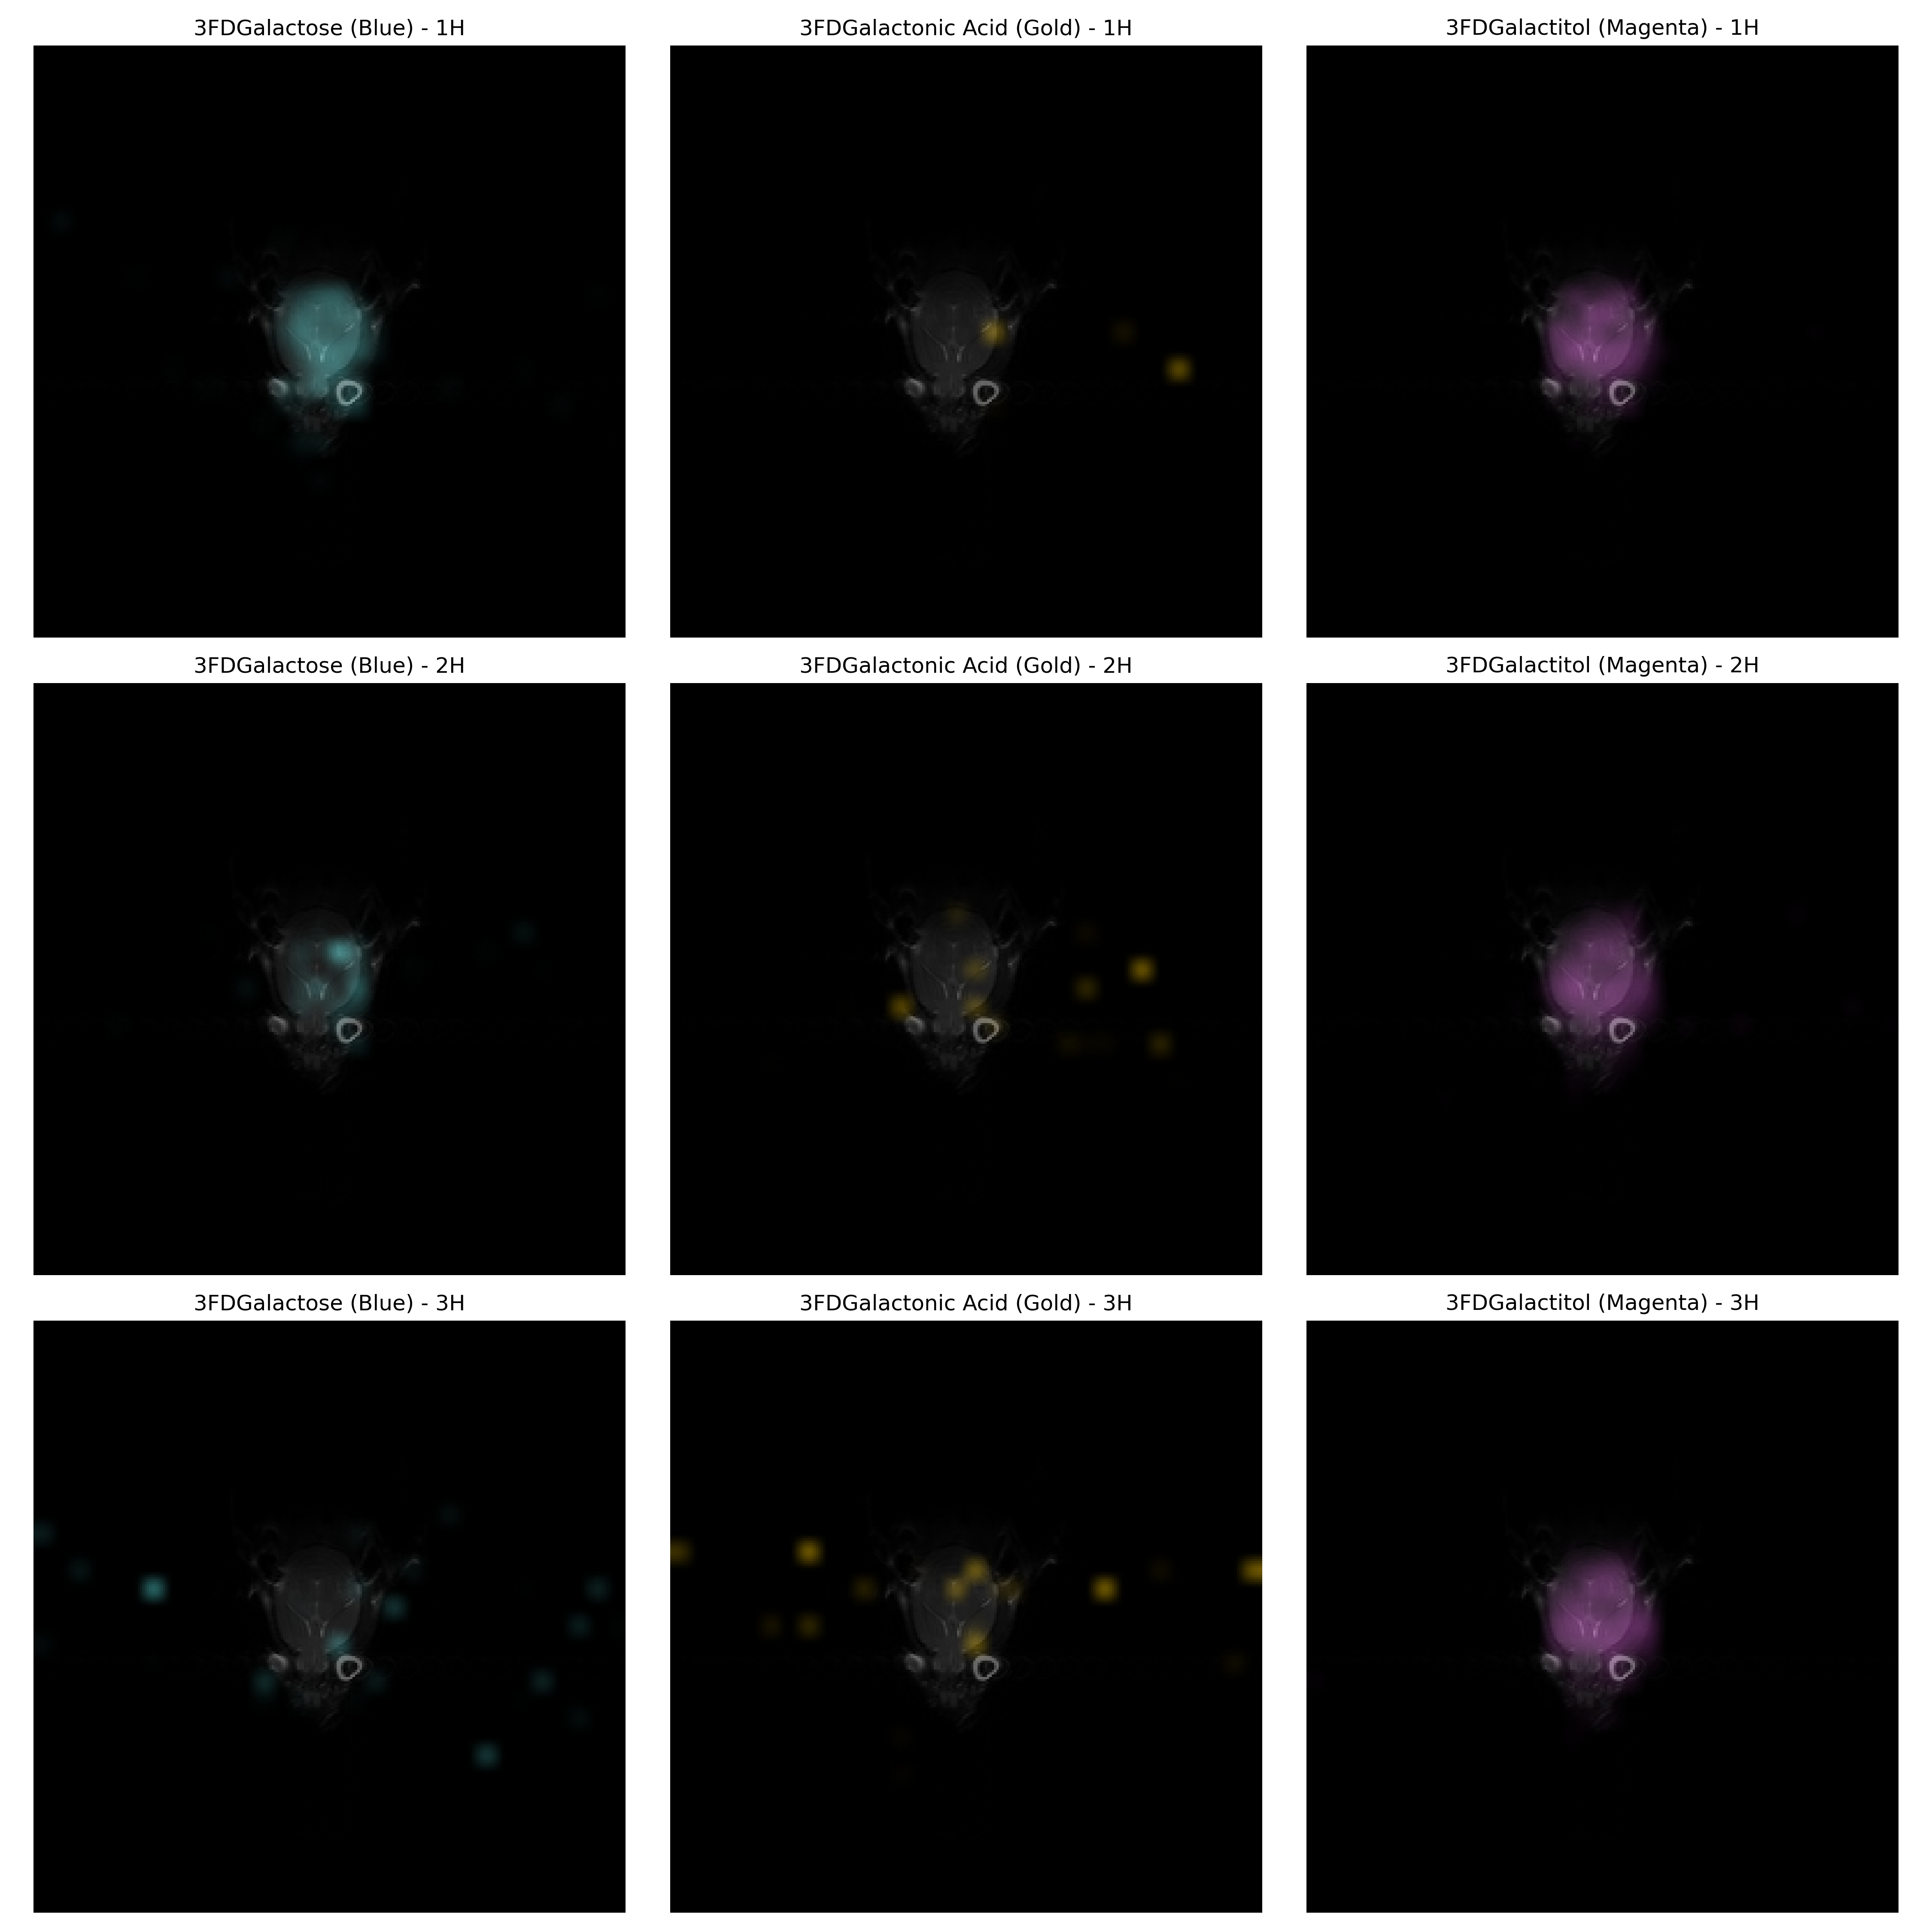 3FDGalactose (Blue) - 1H
3FDGalactonic Acid (Gold) - 1H
3FDGalactitol (Magenta) - 1H
3FDGalactose (Blue) - 2H
3FDGalactonic Acid (Gold) - 2H
3FDGalactitol (Magenta) - 2H
3FDGalactose (Blue) - 3H
3FDGalactonic Acid (Gold) - 3H
3FDGalactitol (Magenta) - 3H